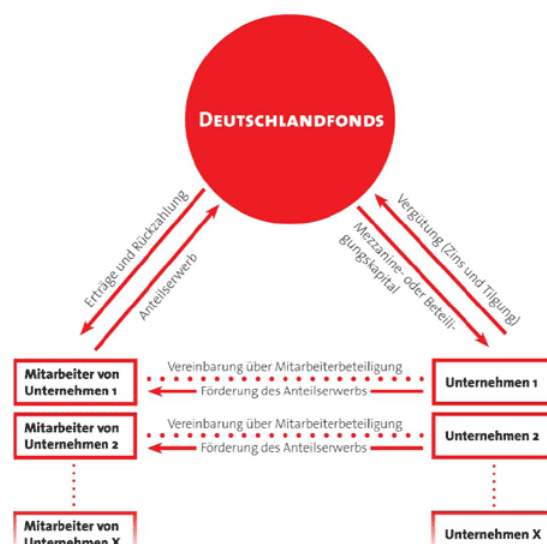 DEUTSCHLANDFONDS
Erträge und Rückzahlung
Anteilserwerb
Mezzanine- oder Beteili-
gungskapital
Vergütung (Zins und Tilgung)
Mitarbeiter von
Unternehmen 1
Vereinbarung über Mitarbeiterbeteiligung
Förderung des Anteilserwerbs
Unternehmen 1
Mitarbeiter von
Unternehmen 2
Vereinbarung über Mitarbeiterbeteiligung
Förderung des Anteilserwerbs
Unternehmen 2
Mitarbeiter von
Unternehmen X
Unternehmen X